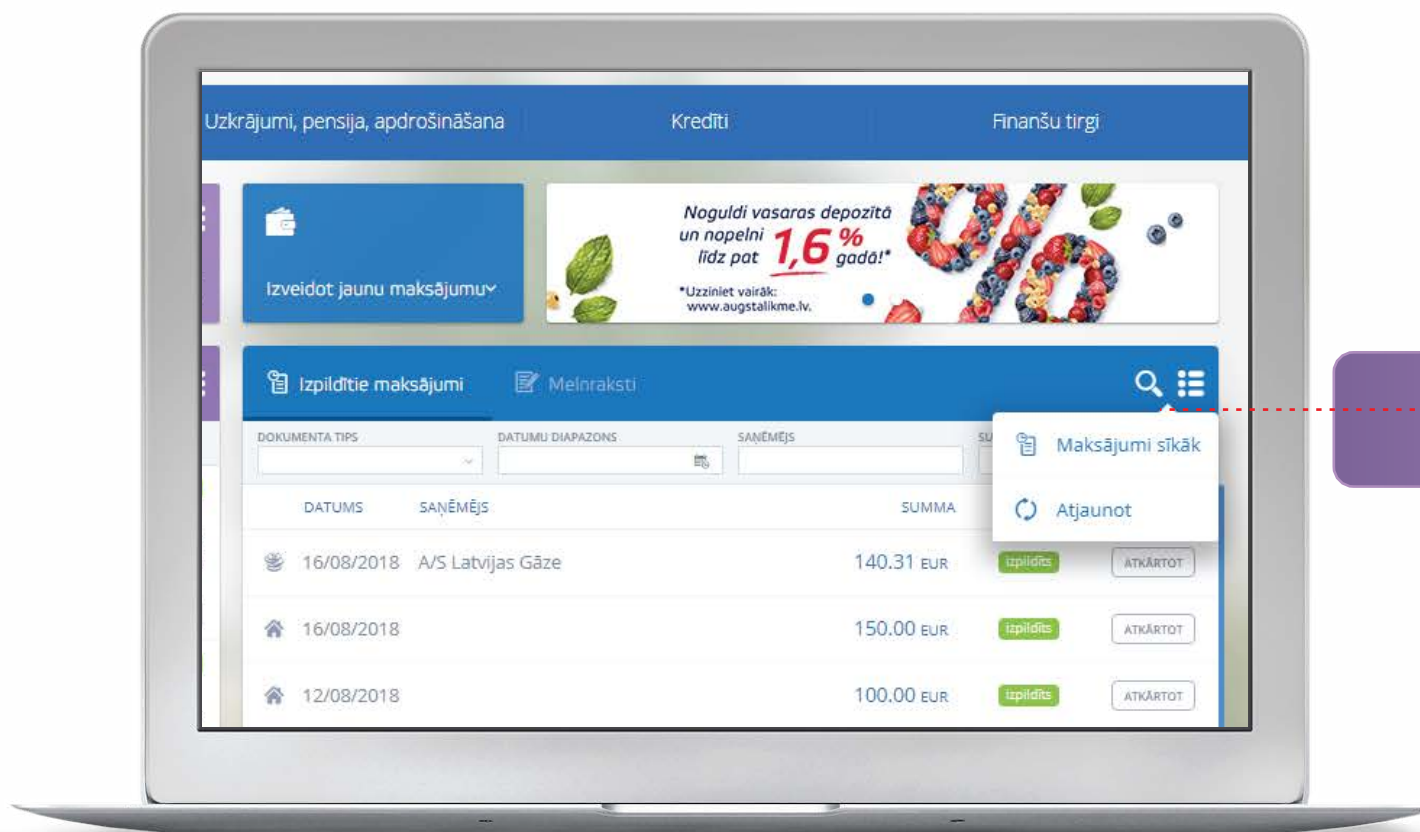 Uzkrājumi, pensija, apdrošināšana
Kredīti
Finanšu tirgi
Izveidot jaunu maksājumu
Noguldi vasaras depozītā
un nopelni 1,6%
līdz pat gadā!*
*Uzziniet vairāk:
www.augstalikme.lv.
Izpildītie maksājumi
Melnraksti
Maksājumi sīkāk
Atjaunot
DOKUMENTA TIPS
DATUMU DIAPAZONS
SAŅĒMĒJS
DATUMS
SAŅĒMĒJS
SUMMA
16/08/2018 A/S Latvijas Gāze 140.31 EUR izpildīts ATKĀRTOT
16/08/2018 150.00 EUR izpildīts ATKĀRTOT
12/08/2018 100.00 EUR izpildīts ATKĀRTOT